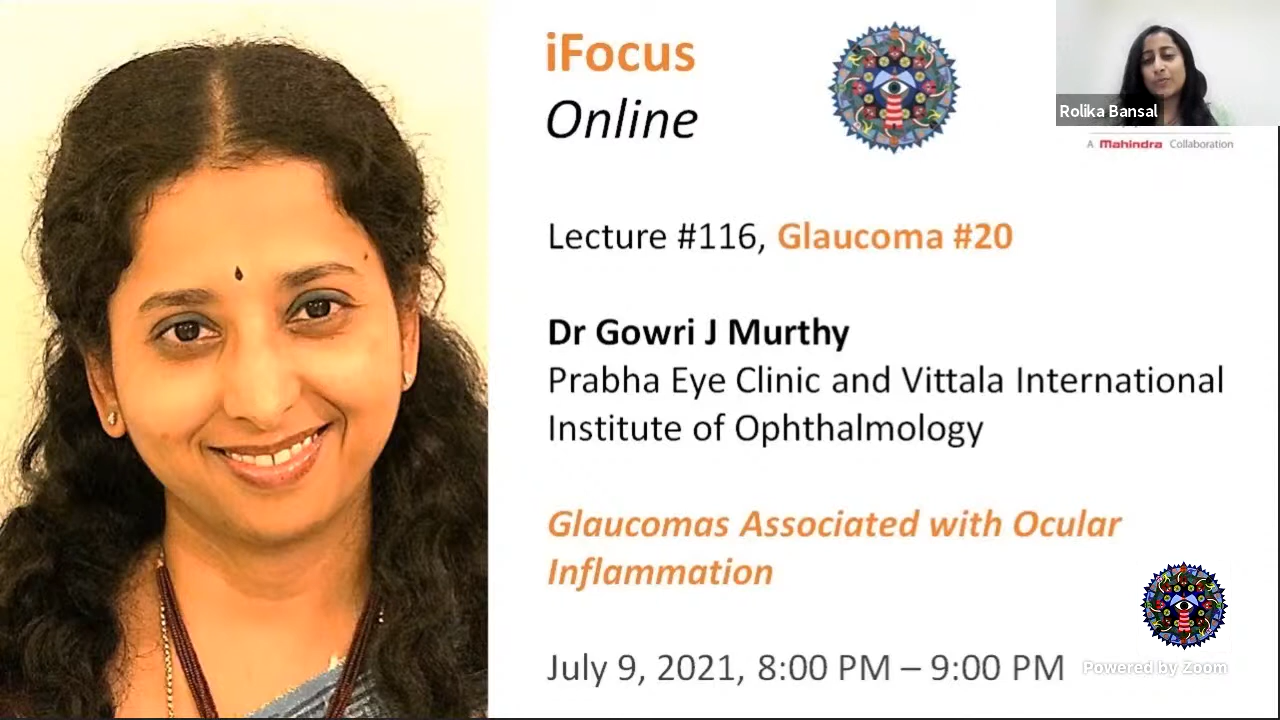 iFocus
Online
Rolika Bansal
A Mahindra Collaboration
Lecture #116, Glaucoma #20
Dr Gowri J Murthy
Prabha Eye Clinic and Vittala International
Institute of Ophthalmology
Glaucomas Associated with Ocular
Inflammation
July 9, 2021, 8:00 PM – 9:00 PM
Powered by Zoom